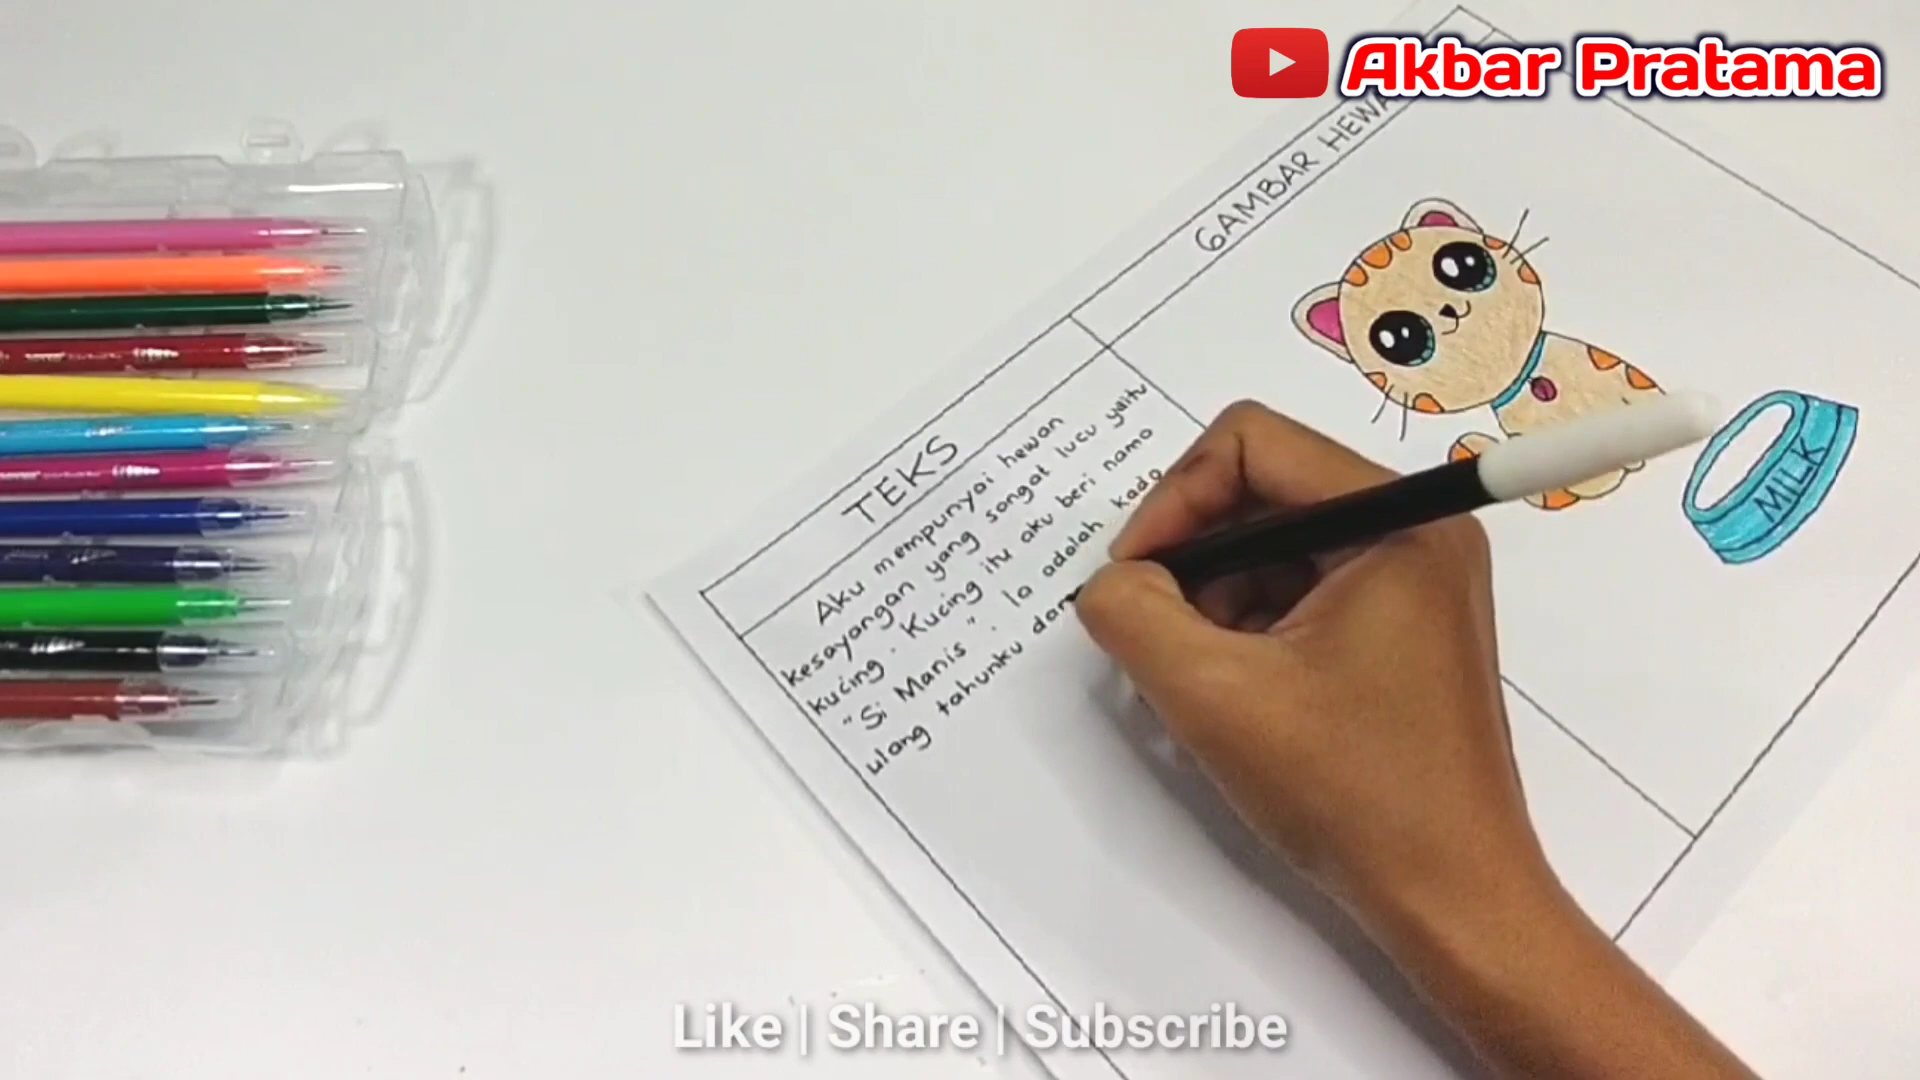 Akbar Pratama
GAMBAR HEWA
TEKS
Aku mempunyai hewan
kesayangan yang sangat lucu yaitu
kucing. Kucing itu aku beri nama
"Si Manis". Ia adalah kado
ulang tahunku dari
MILK
Like | Share | Subscribe